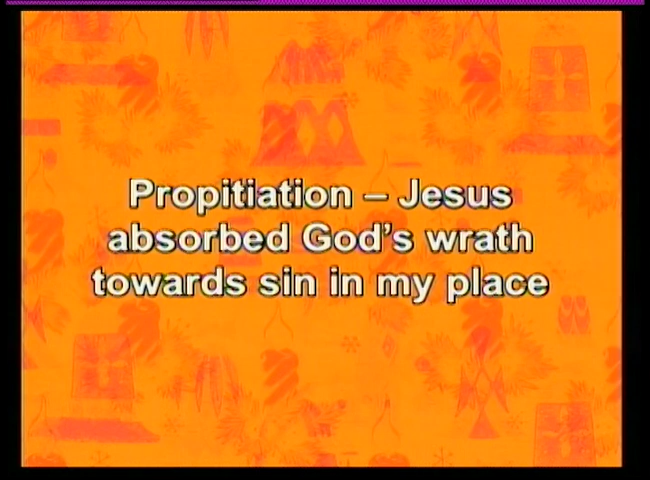 Propitiation – Jesus
absorbed God's wrath
towards sin in my place